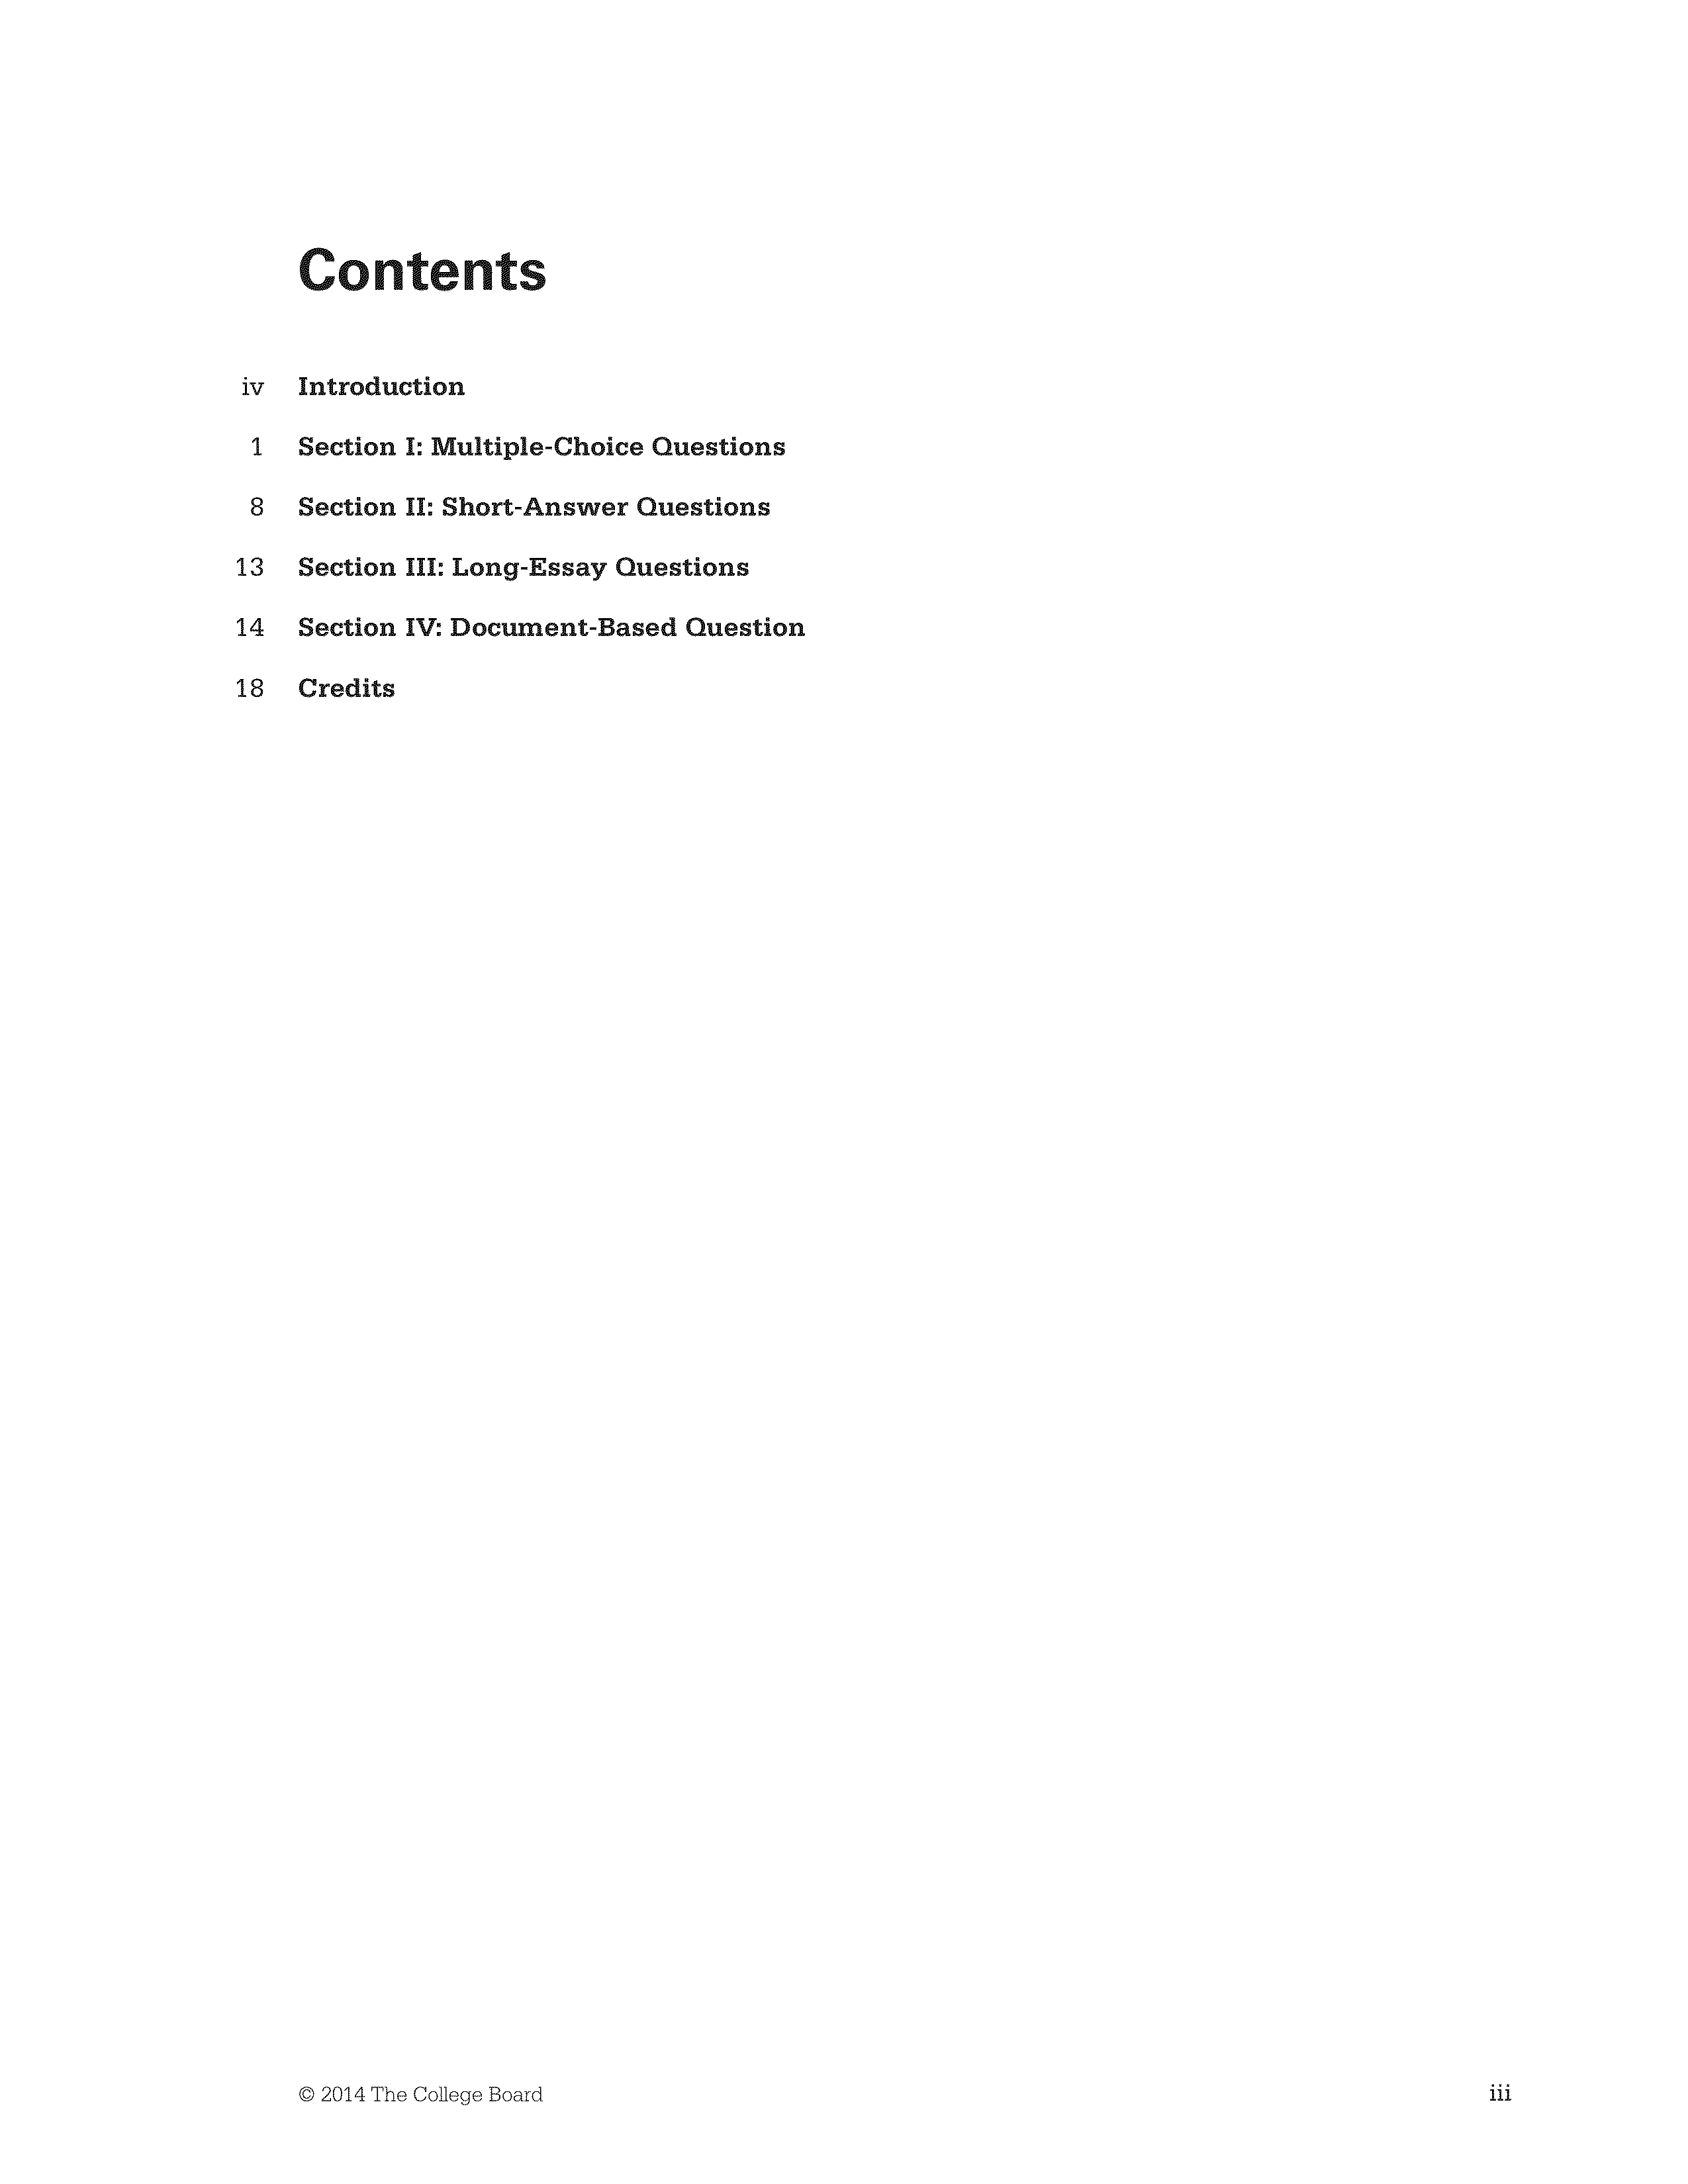 Contents
iv Introduction
1 Section I: Multiple-Choice Questions
8 Section II: Short-Answer Questions
13 Section III: Long-Essay Questions
14 Section IV: Document-Based Question
18 Credits
© 2014 The College Board iii